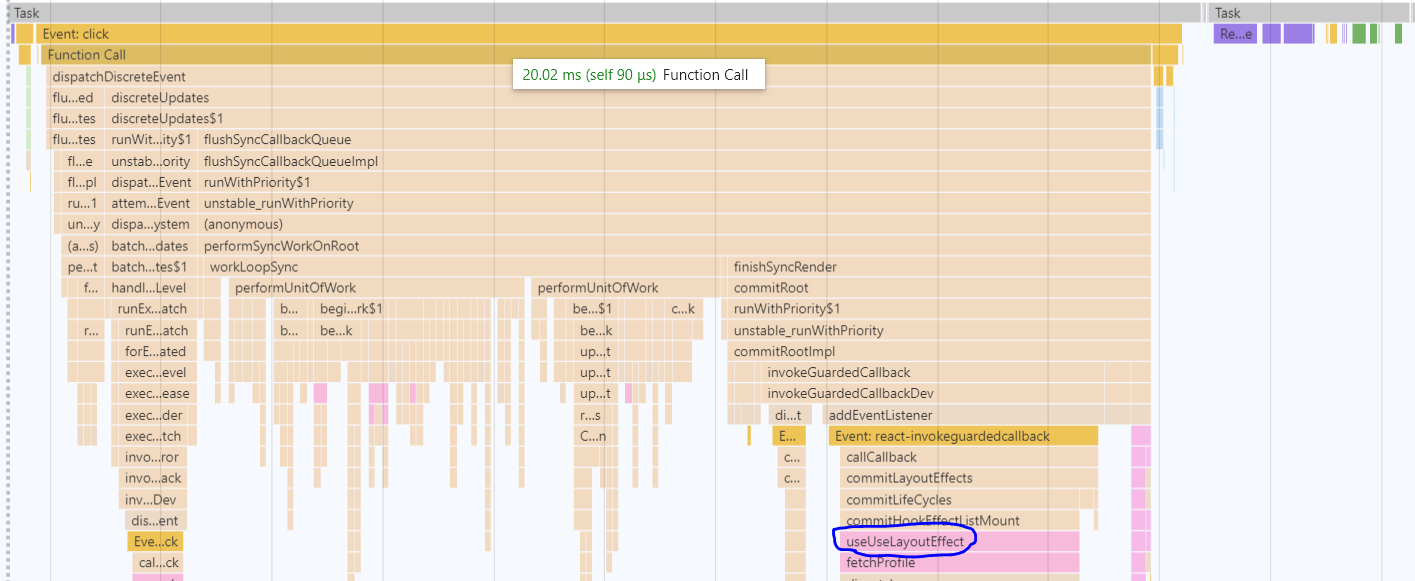 Task Task
Event: click Re...e
Function Call
dispatchDiscreteEvent 20.02 ms (self 90 µs) Function Call
flu...ed discreteUpdates
flu...tes discreteUpdates$1
flu...tes runWit...ity$1 flushSyncCallbackQueue
fl...e unstab...ority flushSyncCallbackQueueImpl
fl...pl dispat...Event runWithPriority$1
ru...1 attem...Event unstable_runWithPriority
un...y dispa...ystem (anonymous)
(a...s) batch...dates performSyncWorkOnRoot
pe...t batch...tes$1 workLoopSync finishSyncRender
f... handl...Level performUnitOfWork performUnitOfWork commitRoot
runEx...atch b... begi...rk$1 be...$1 c...k runWithPriority$1
r... runE...atch b... be...k be...k unstable_runWithPriority
forE...ated up...t commitRootImpl
exec...evel up...t invokeGuardedCallback
exec...ease up...t invokeGuardedCallbackDev
exec...der r...s di...t addEventListener
exec...tch C...n E... Event: react-invokeguardedcallback
invo...ror c... callCallback
invo...ack c... commitLayoutEffects
inv...Dev commitLifeCycles
dis...ent commitHookEffectListMount
Eve...ck useUseLayoutEffect
cal...ck fetchProfile